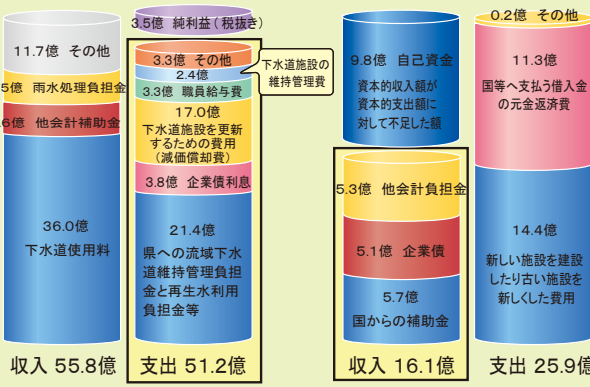 11.7億 その他
5億 雨水処理負担金
6億 他会計補助金
36.0億
下水道使用料
収入 55.8億
3.5億 純利益(税抜き)
3.3億 その他
2.4億
下水道施設の
維持管理費
3.3億 職員給与費
17.0億
下水道施設を更新
するための費用
(減価償却費)
3.8億 企業債利息
21.4億
県への流域下水
道維持管理負担
金と再生水利用
負担金等
支出 51.2億
9.8億 自己資金
資本的収入額が
資本的支出額に
対して不足した額
5.3億 他会計負担金
5.1億 企業債
5.7億
国からの補助金
収入 16.1億
0.2億 その他
11.3億
国等へ支払う借入金
の元金返済費
14.4億
新しい施設を建設
したり古い施設を
新しくした費用
支出 25.9億